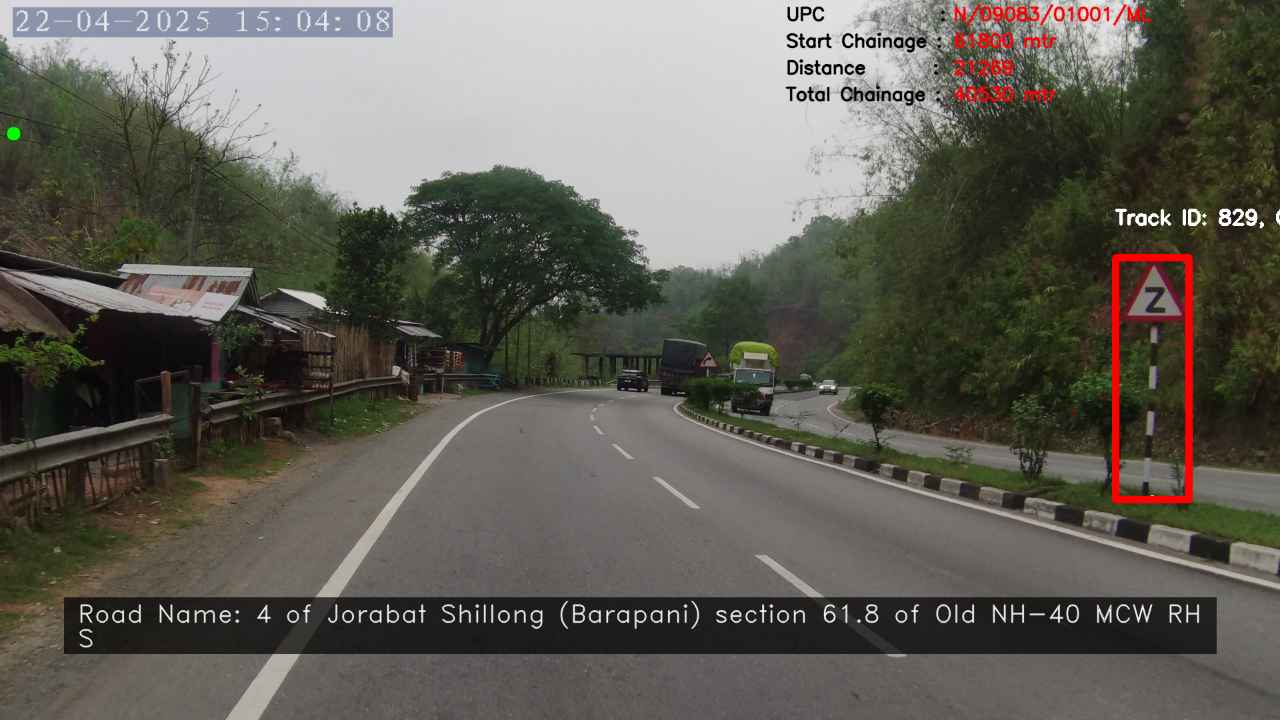 22-04-2025 15:04:08
UPC : N/09083/01001/ML
Start Chainage : 61800 mtr
Distance : 21269
Total Chainage : 40530 mtr
Track ID: 829,
Z
Road Name: 4 of Jorabat Shillong (Barapani) section 61.8 of Old NH-40 MCW RH
S